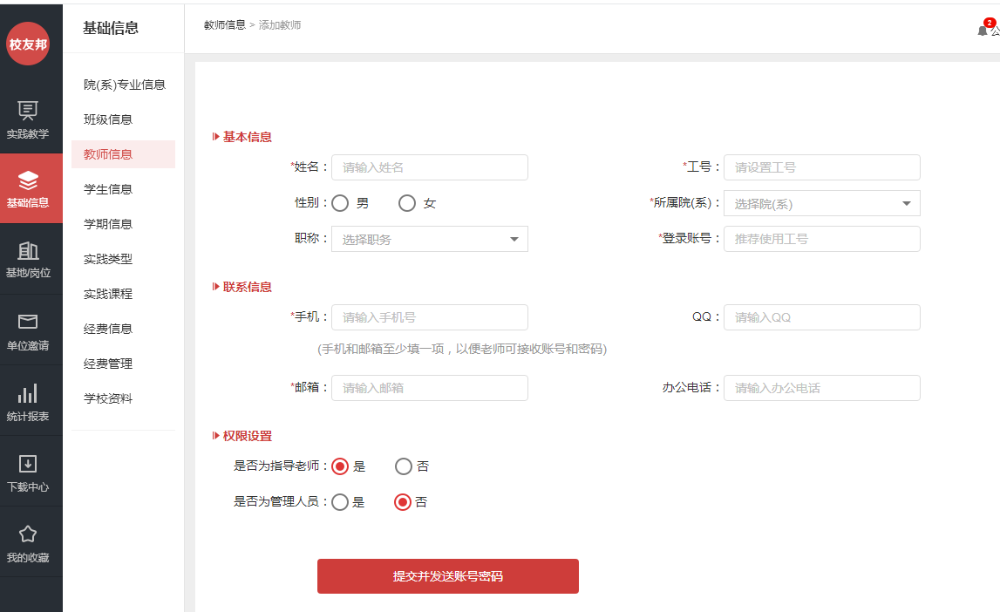 校友邦
实践教学
基础信息
基地/岗位
单位邀请
统计报表
下载中心
我的收藏
基础信息
院(系)专业信息
班级信息
教师信息
学生信息
学期信息
实践类型
实践课程
经费信息
经费管理
学校资料
教师信息 > 添加教师
2
公
基本信息
*姓名： 请输入姓名 *工号： 请设置工号
性别： 男 女 *所属院(系)： 选择院(系)
职称： 选择职务 *登录账号： 推荐使用工号
联系信息
*手机： 请输入手机号 QQ： 请输入QQ
(手机和邮箱至少填一项，以便老师可接收账号和密码)
*邮箱： 请输入邮箱 办公电话： 请输入办公电话
权限设置
是否为指导老师： 是 否
是否为管理人员： 是 否
提交并发送账号密码